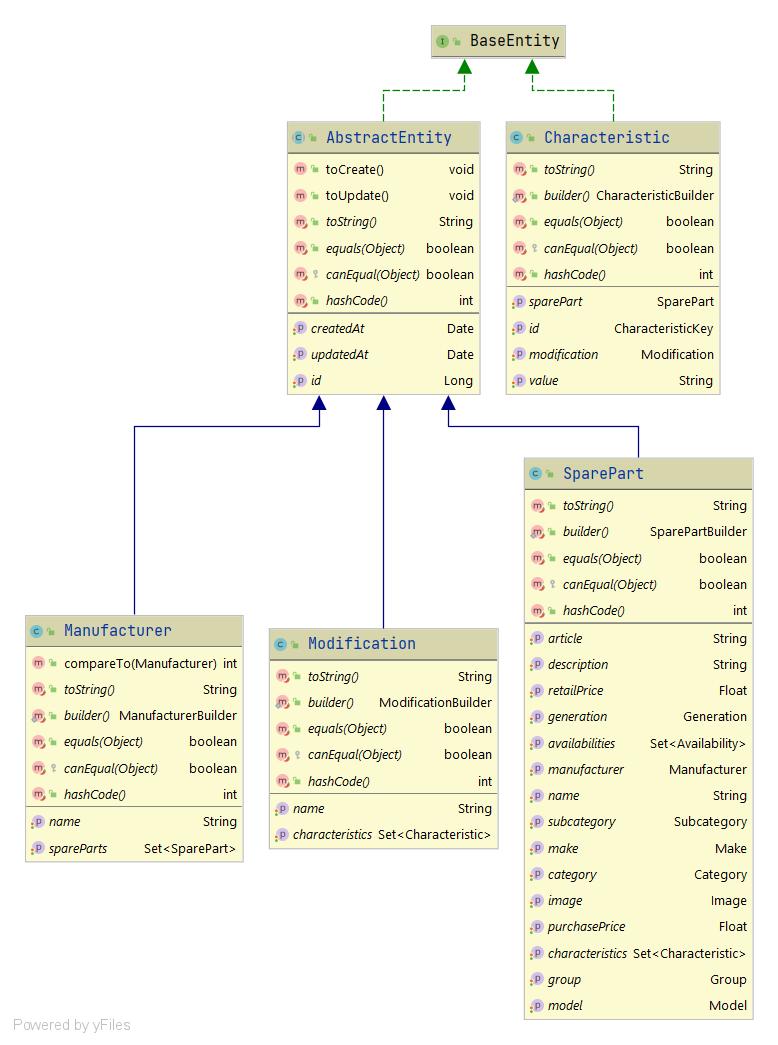 BaseEntity
AbstractEntity
toCreate() void
toUpdate() void
toString() String
equals(Object) boolean
canEqual(Object) boolean
hashCode() int
createdAt Date
updatedAt Date
id Long
Characteristic
toString() String
builder() CharacteristicBuilder
equals(Object) boolean
canEqual(Object) boolean
hashCode() int
sparePart SparePart
id CharacteristicKey
modification Modification
value String
Manufacturer
compareTo(Manufacturer) int
toString() String
builder() ManufacturerBuilder
equals(Object) boolean
canEqual(Object) boolean
hashCode() int
name String
spareParts Set<SparePart>
Modification
toString() String
builder() ModificationBuilder
equals(Object) boolean
canEqual(Object) boolean
hashCode() int
name String
characteristics Set<Characteristic>
SparePart
toString() String
builder() SparePartBuilder
equals(Object) boolean
canEqual(Object) boolean
hashCode() int
article String
description String
retailPrice Float
generation Generation
availabilities Set<Availability>
manufacturer Manufacturer
name String
subcategory Subcategory
make Make
category Category
image Image
purchasePrice Float
characteristics Set<Characteristic>
group Group
model Model
Powered by yFiles